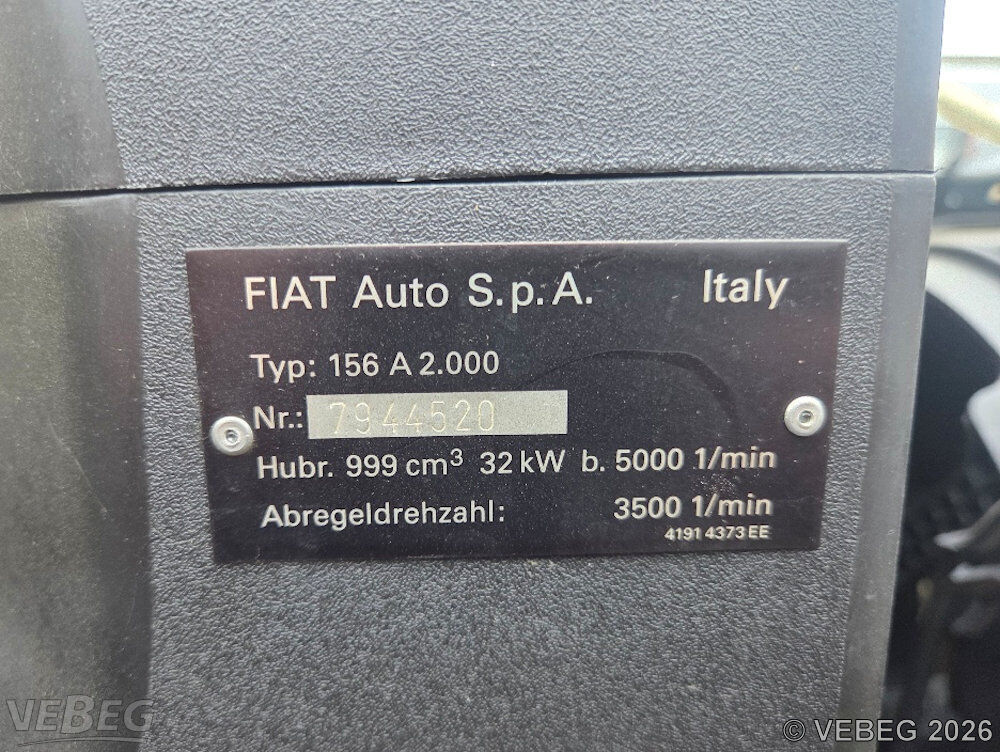 FIAT Auto S.p.A. Italy
Typ: 156 A 2.000
Nr.: 7944520
Hubr. 999 cm³ 32 kW b. 5000 1/min
Abregeldrehzahl: 3500 1/min
4191 4373 EE
VEBEG
© VEBEG 2026